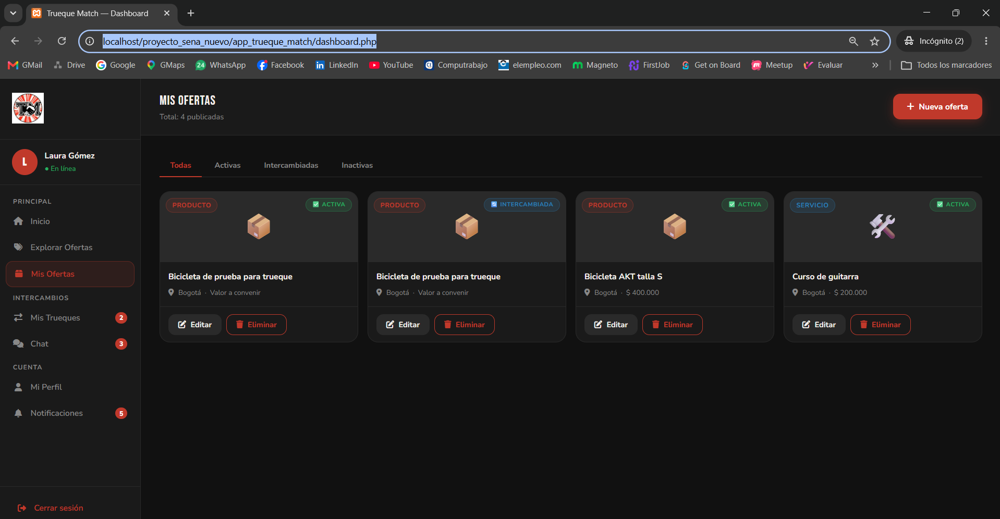 Trueque Match — Dashboard
localhost/proyecto_sena_nuevo/app_trueque_match/dashboard.php
Incógnito (2)
GMail
Drive
Google
GMaps
24
WhatsApp
Facebook
LinkedIn
YouTube
Computrabajo
elempleo.com
Magneto
FirstJob
Get on Board
Meetup
Evaluar
Todos los marcadores
TM
L
Laura Gómez
En línea
PRINCIPAL
Inicio
Explorar Ofertas
Mis Ofertas
INTERCAMBIOS
Mis Trueques 2
Chat 3
CUENTA
Mi Perfil
Notificaciones 5
Cerrar sesión
MIS OFERTAS
Total: 4 publicadas
+ Nueva oferta
Todas Activas Intercambiadas Inactivas
PRODUCTO ACTIVA
Bicicleta de prueba para trueque
Bogotá · Valor a convenir
Editar Eliminar
PRODUCTO INTERCAMBIADA
Bicicleta de prueba para trueque
Bogotá · Valor a convenir
Editar Eliminar
PRODUCTO ACTIVA
Bicicleta AKT talla S
Bogotá · $ 400.000
Editar Eliminar
SERVICIO ACTIVA
Curso de guitarra
Bogotá · $ 200.000
Editar Eliminar